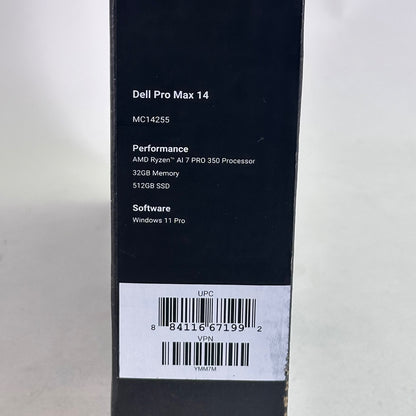 Dell Pro Max 14
MC14255
Performance
AMD Ryzen™ AI 7 PRO 350 Processor
32GB Memory
512GB SSD
Software
Windows 11 Pro
UPC
8 84116 67199 2
VPN
YMM7M